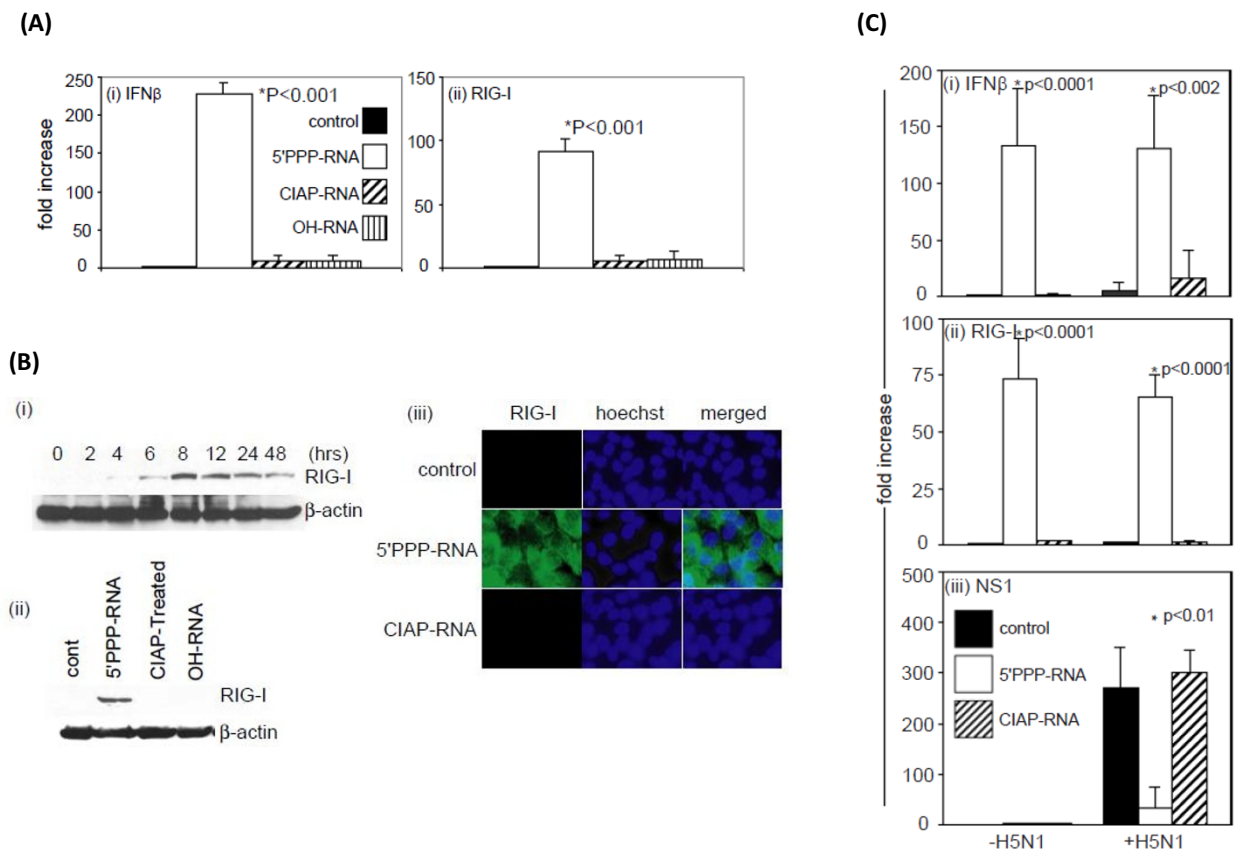 (A)
(i) IFNβ
*P<0.001
control
5'PPP-RNA
CIAP-RNA
OH-RNA
fold increase
250
200
150
100
50
0
(ii) RIG-I
*P<0.001
150
100
50
0
(B)
(i)
0 2 4 6 8 12 24 48 (hrs)
RIG-I
β-actin
(ii)
cont
5'PPP-RNA
CIAP-Treated
OH-RNA
RIG-I
β-actin
(iii)
RIG-I hoechst merged
control
5'PPP-RNA
CIAP-RNA
(C)
fold increase
(i) IFNβ
* p<0.0001
* p<0.002
200
150
100
50
0
(ii) RIG-I
* p<0.0001
* p<0.0001
100
75
50
25
0
(iii) NS1
control
5'PPP-RNA
CIAP-RNA
* p<0.01
500
400
300
200
100
0
-H5N1 +H5N1